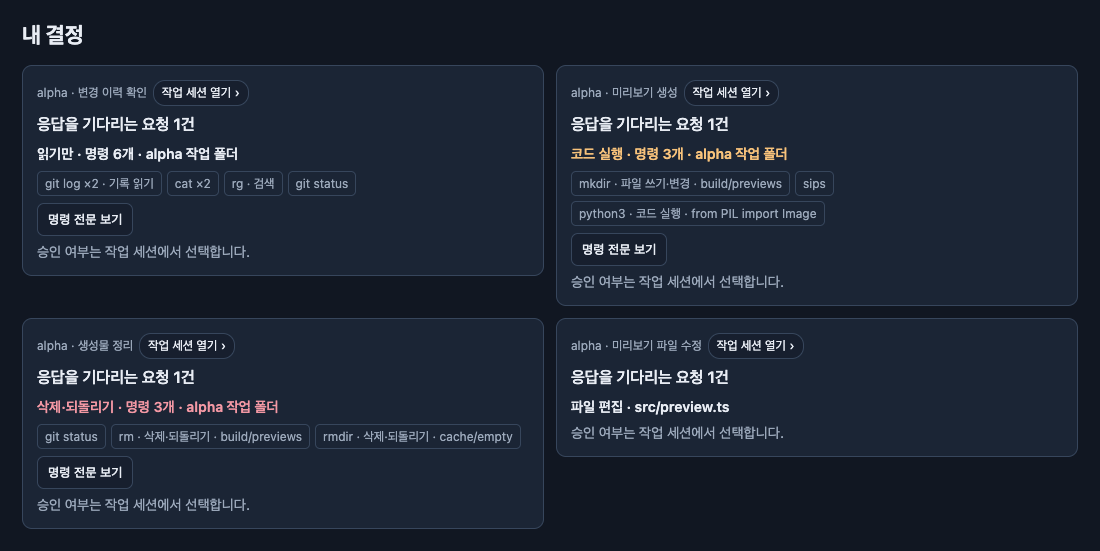 내 결정
alpha · 변경 이력 확인 작업 세션 열기 ›
응답을 기다리는 요청 1건
읽기만 · 명령 6개 · alpha 작업 폴더
git log ×2 · 기록 읽기 cat ×2 rg · 검색 git status
명령 전문 보기
승인 여부는 작업 세션에서 선택합니다.
alpha · 미리보기 생성 작업 세션 열기 ›
응답을 기다리는 요청 1건
코드 실행 · 명령 3개 · alpha 작업 폴더
mkdir · 파일 쓰기·변경 · build/previews sips
python3 · 코드 실행 · from PIL import Image
명령 전문 보기
승인 여부는 작업 세션에서 선택합니다.
alpha · 생성물 정리 작업 세션 열기 ›
응답을 기다리는 요청 1건
삭제·되돌리기 · 명령 3개 · alpha 작업 폴더
git status rm · 삭제·되돌리기 · build/previews rmdir · 삭제·되돌리기 · cache/empty
명령 전문 보기
승인 여부는 작업 세션에서 선택합니다.
alpha · 미리보기 파일 수정 작업 세션 열기 ›
응답을 기다리는 요청 1건
파일 편집 · src/preview.ts
승인 여부는 작업 세션에서 선택합니다.